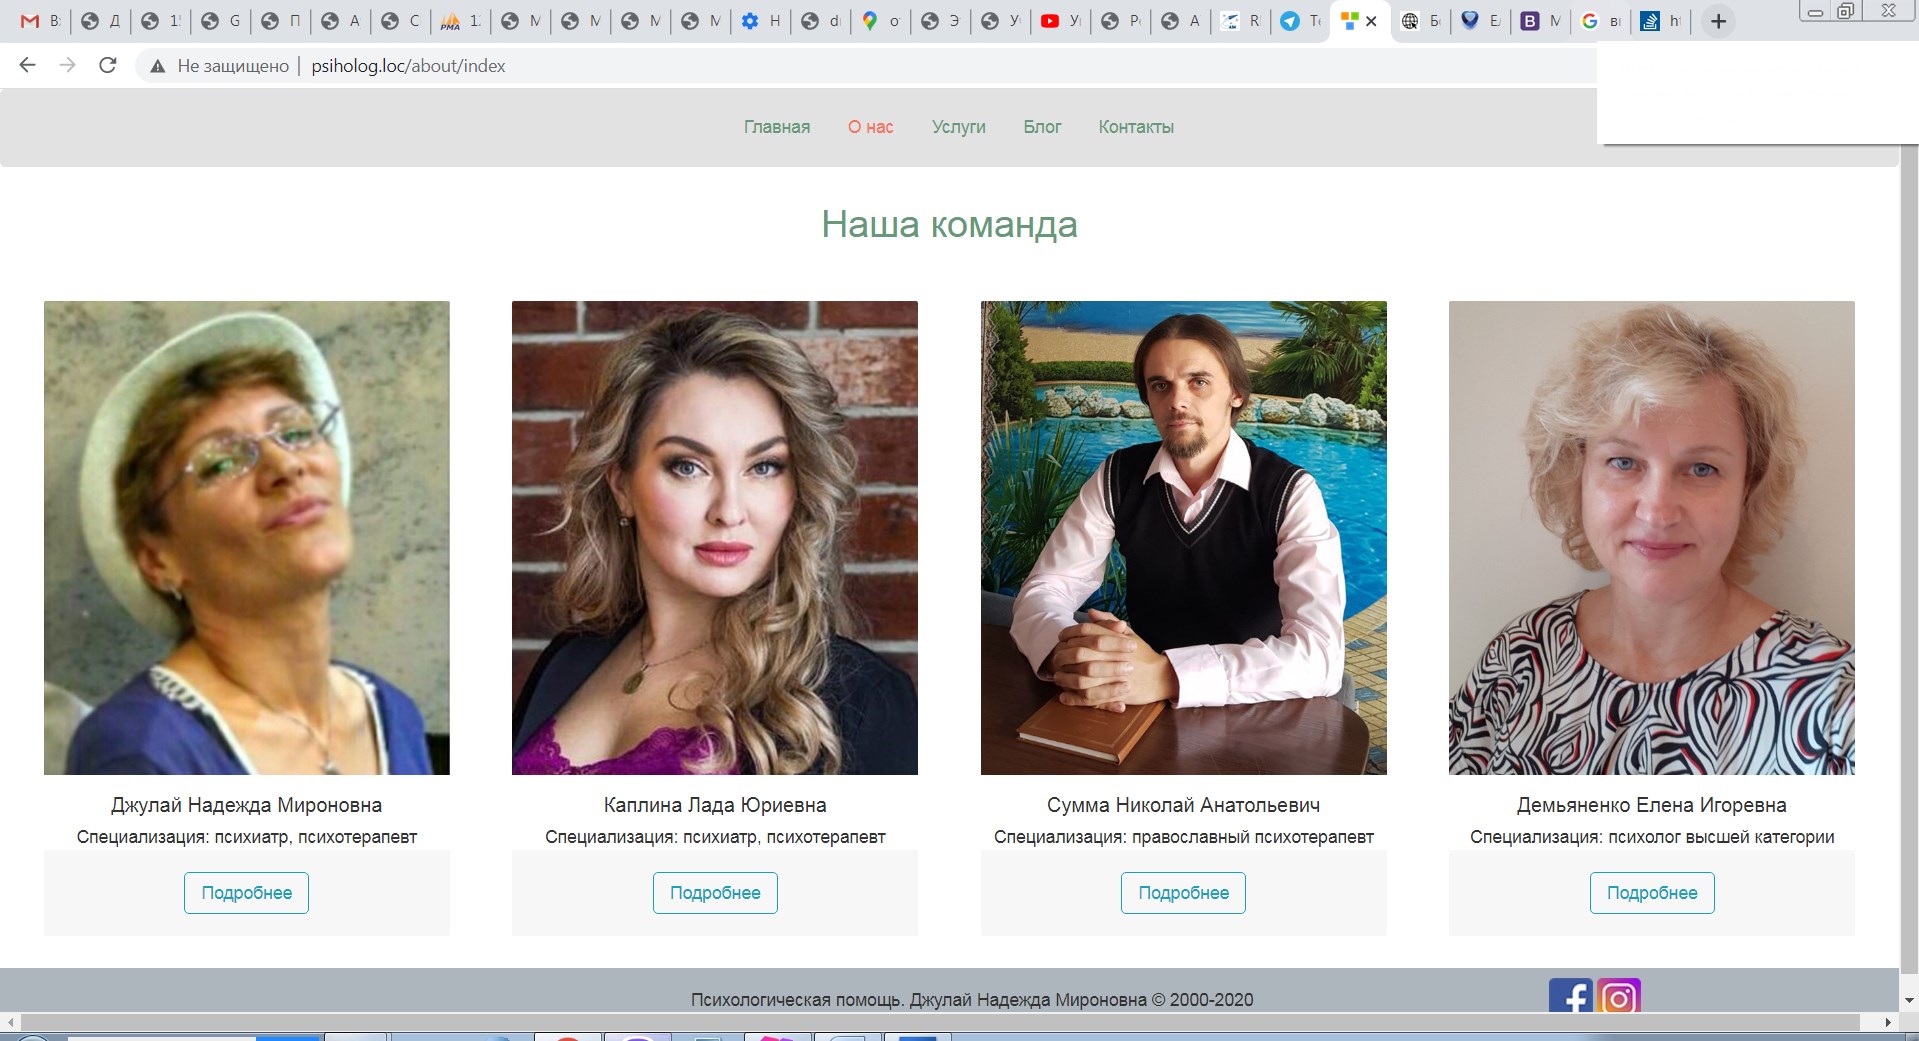 Не защищено | psiholog.loc/about/index
Главная О нас Услуги Блог Контакты
Наша команда
Джулай Надежда Мироновна
Специализация: психиатр, психотерапевт
Подробнее
Каплина Лада Юриевна
Специализация: психиатр, психотерапевт
Подробнее
Сумма Николай Анатольевич
Специализация: православный психотерапевт
Подробнее
Демьяненко Елена Игоревна
Специализация: психолог высшей категории
Подробнее
Психологическая помощь. Джулай Надежда Мироновна © 2000-2020